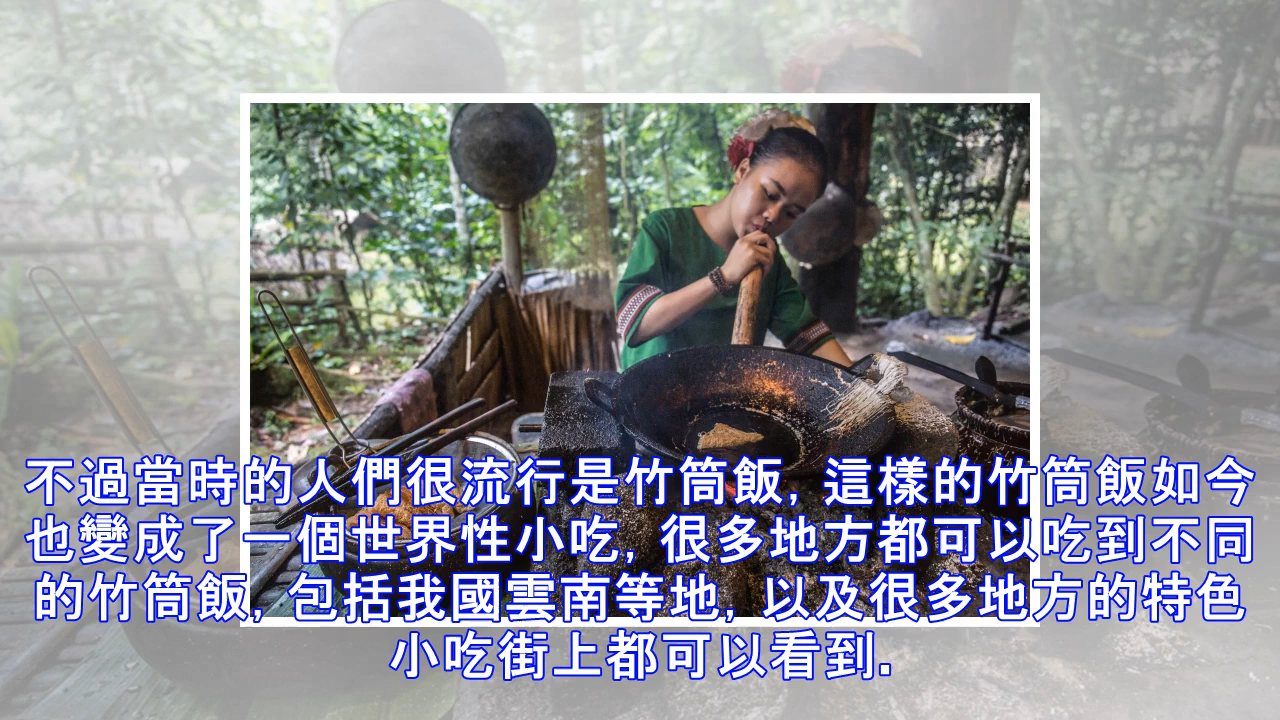 不過當時的人們很流行是竹筒飯, 這樣的竹筒飯如今
也變成了一個世界性小吃, 很多地方都可以吃到不同
的竹筒飯, 包括我國雲南等地, 以及很多地方的特色
小吃街上都可以看到.